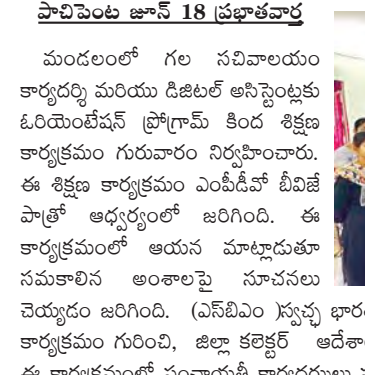 పాచిపెంట జూన్ 18 ప్రభాతవార్త
మండలంలో గల సచివాలయం
కార్యదర్శి మరియు డిజిటల్ అసిస్టెంట్లకు
ఓరియెంటేషన్ ప్రోగ్రామ్ కింద శిక్షణ
కార్యక్రమం గురువారం నిర్వహించారు.
ఈ శిక్షణ కార్యక్రమం ఎంపీడీవో బీవిజే
పాత్రో ఆధ్వర్యంలో జరిగింది. ఈ
కార్యక్రమంలో ఆయన మాట్లాడుతూ
సమకాలిన అంశాలపై సూచనలు
చెయ్యడం జరిగింది. (ఎస్‌బిఎం )స్వచ్ఛ
కార్యక్రమం గురించి, జిల్లా కలెక్టర్